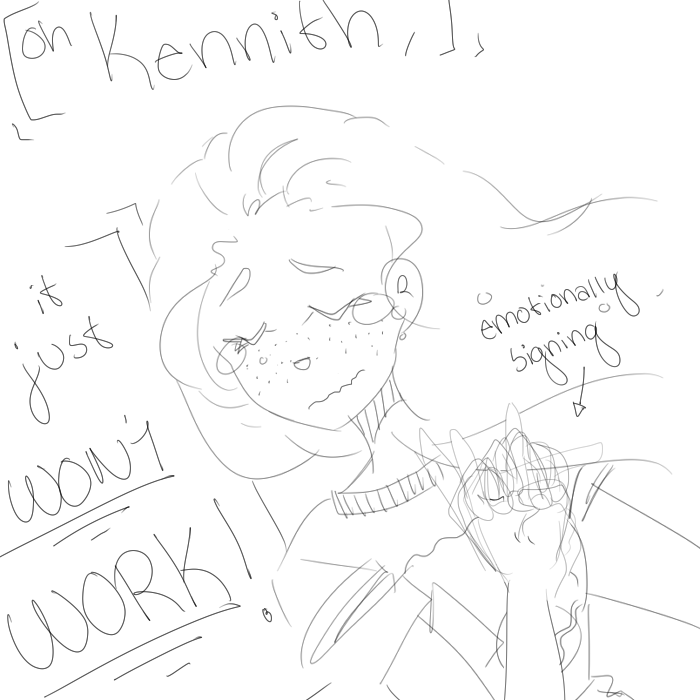 [oh Kennith,],
it
just
WON'T
WORK!
emotionally
signing